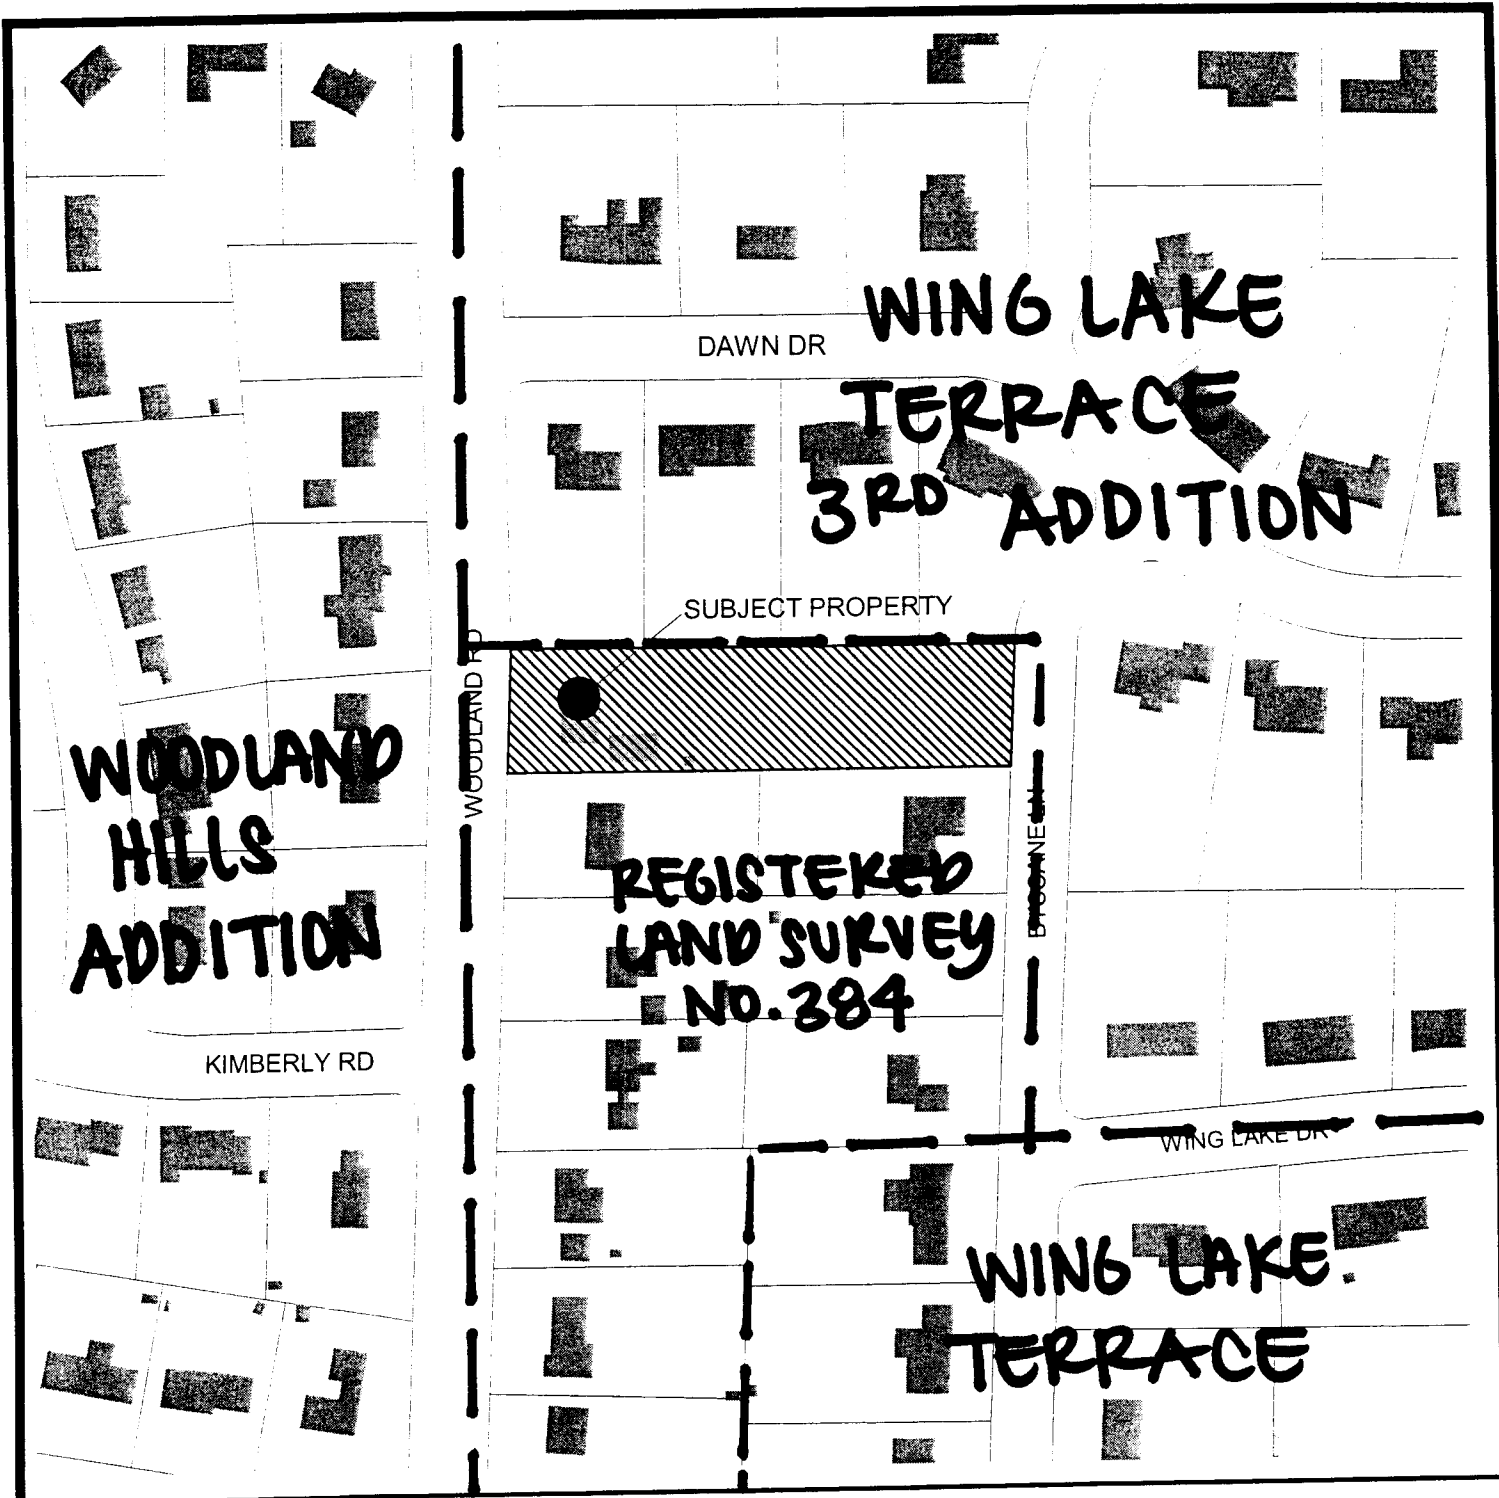 WING LAKE
TERRACE
3RD ADDITION
DAWN DR
SUBJECT PROPERTY
WOODLAND RD
WOODLAND
HILLS
ADDITION
REGISTERED
LAND SURVEY
NO. 384
LN
KIMBERLY RD
WING LAKE DR
WING LAKE
TERRACE